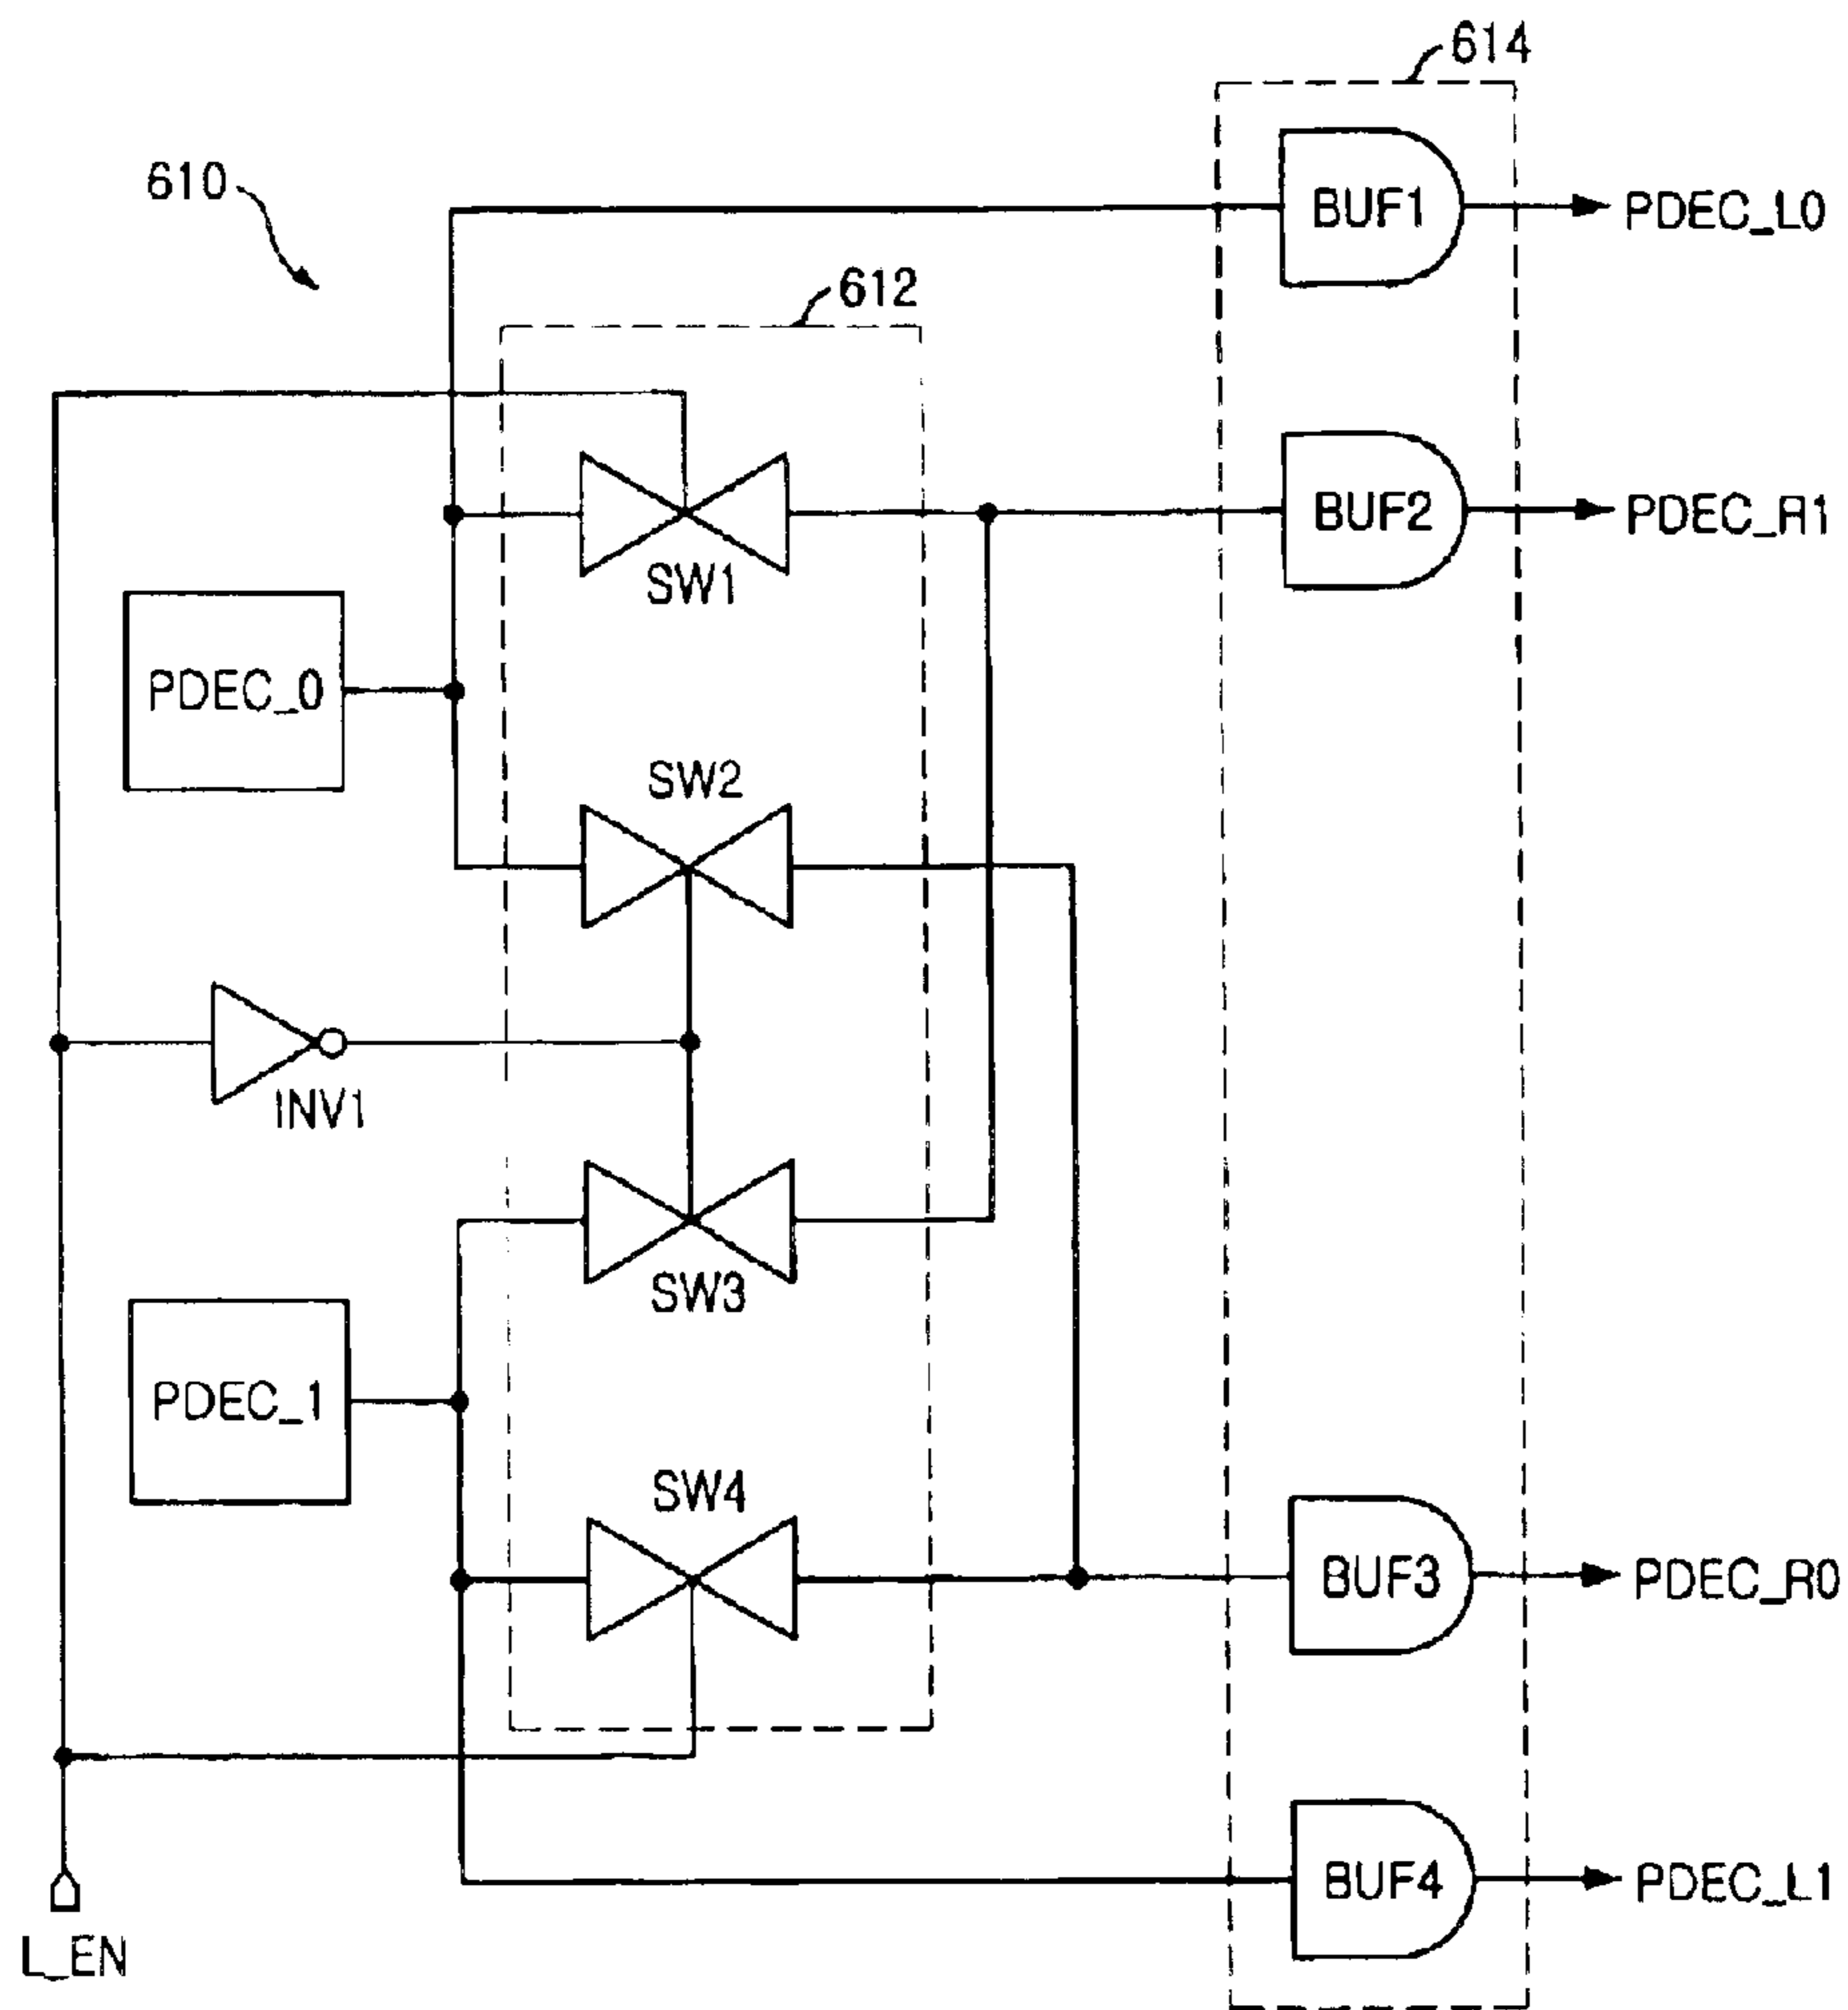 614
610
BUF1
PDEC_L0
612
BUF2
PDEC_R1
SW1
PDEC_0
SW2
INV1
SW3
PDEC_1
SW4
BUF3
PDEC_R0
BUF4
PDEC_L1
L_EN